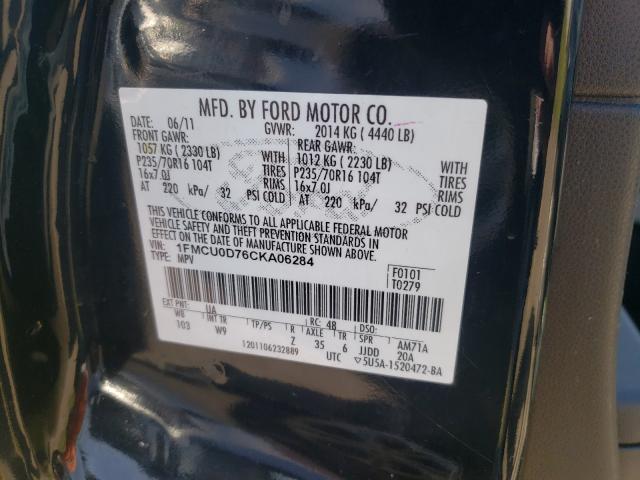 MFD. BY FORD MOTOR CO.
DATE: 06/11 GVWR: 2014 KG ( 4440 LB)
FRONT GAWR: REAR GAWR:
1057 KG ( 2330 LB) 1012 KG ( 2230 LB)
P235/70R16 104T TIRES P235/70R16 104T TIRES
16x7.0J RIMS 16x7.0J RIMS
AT 220 kPa/ 32 PSI COLD AT 220 kPa/ 32 PSI COLD
THIS VEHICLE CONFORMS TO ALL APPLICABLE FEDERAL MOTOR
VEHICLE SAFETY AND THEFT PREVENTION STANDARDS IN
EFFECT ON THE DATE OF MANUFACTURE SHOWN ABOVE.
VIN: 1FMCU0D76CKA06284
TYPE: MPV
F0101
T0279
EXT PNT: UA RC: 48 DSO:
WB INT TR TP/PS R AXLE TR SPR AM71A
103 W9 Z 35 6 JJDD 20A
1201106232889 UTC ▽5U5A-1520472-BA